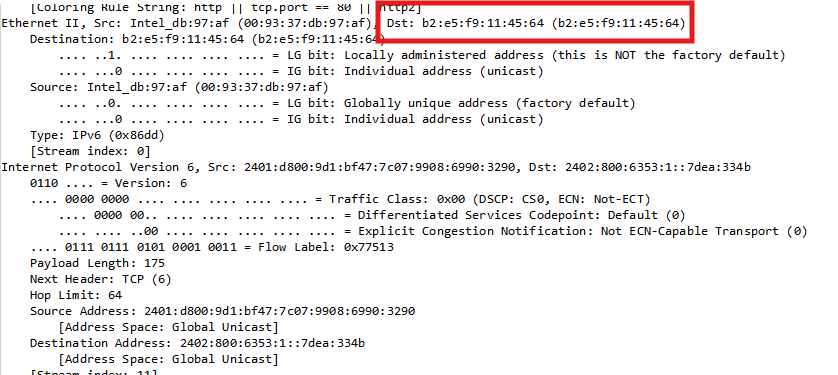 [Coloring Rule String: http || tcp.port == 80 || http2]
Ethernet II, Src: Intel_db:97:af (00:93:37:db:97:af), Dst: b2:e5:f9:11:45:64 (b2:e5:f9:11:45:64)
Destination: b2:e5:f9:11:45:64 (b2:e5:f9:11:45:64)
.... ..1. .... .... .... .... = LG bit: Locally administered address (this is NOT the factory default)
.... ...0 .... .... .... .... = IG bit: Individual address (unicast)
Source: Intel_db:97:af (00:93:37:db:97:af)
.... ..0. .... .... .... .... = LG bit: Globally unique address (factory default)
.... ...0 .... .... .... .... = IG bit: Individual address (unicast)
Type: IPv6 (0x86dd)
[Stream index: 0]
Internet Protocol Version 6, Src: 2401:d800:9d1:bf47:7c07:9908:6990:3290, Dst: 2402:800:6353:1::7dea:334b
0110 .... = Version: 6
.... 0000 0000 .... .... .... .... .... = Traffic Class: 0x00 (DSCP: CS0, ECN: Not-ECT)
.... 0000 00.. .... .... .... .... .... = Differentiated Services Codepoint: Default (0)
.... .... ..00 .... .... .... .... .... = Explicit Congestion Notification: Not ECN-Capable Transport (0)
.... 0111 0111 0101 0001 0011 = Flow Label: 0x77513
Payload Length: 175
Next Header: TCP (6)
Hop Limit: 64
Source Address: 2401:d800:9d1:bf47:7c07:9908:6990:3290
[Address Space: Global Unicast]
Destination Address: 2402:800:6353:1::7dea:334b
[Address Space: Global Unicast]
[Stream index: 11]